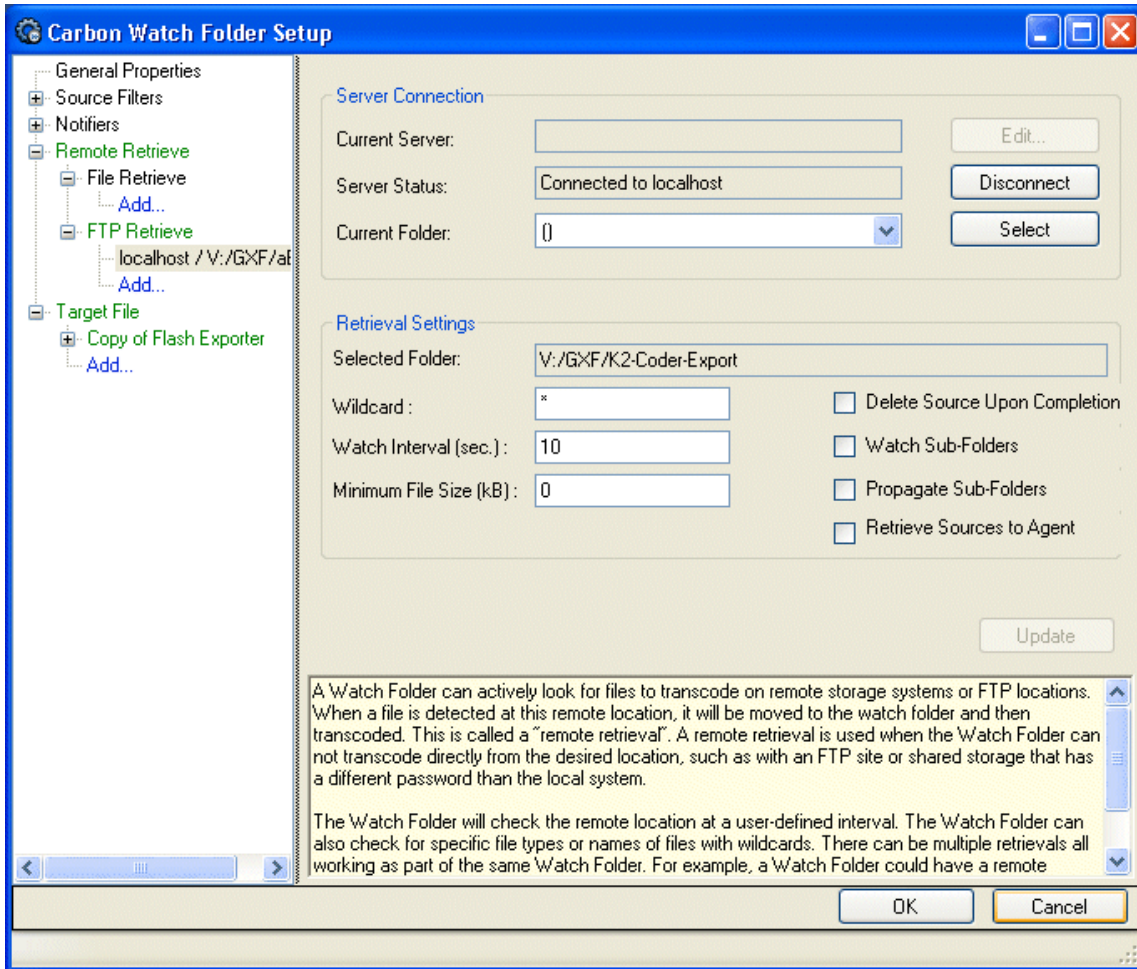 Carbon Watch Folder Setup
General Properties
Source Filters
Notifiers
Remote Retrieve
File Retrieve
Add...
FTP Retrieve
localhost / V:/GXF/aE
Add...
Target File
Copy of Flash Exporter
Add...
Server Connection
Current Server:
Edit...
Server Status:
Connected to localhost
Disconnect
Current Folder:
()
Select
Retrieval Settings
Selected Folder:
V:/GXF/K2-Coder-Export
Wildcard :
*
Delete Source Upon Completion
Watch Interval (sec.) :
10
Watch Sub-Folders
Minimum File Size (kB) :
0
Propagate Sub-Folders
Retrieve Sources to Agent
Update
A Watch Folder can actively look for files to transcode on remote storage systems or FTP locations.
When a file is detected at this remote location, it will be moved to the watch folder and then
transcoded. This is called a "remote retrieval". A remote retrieval is used when the Watch Folder can
not transcode directly from the desired location, such as with an FTP site or shared storage that has
a different password than the local system.
The Watch Folder will check the remote location at a user-defined interval. The Watch Folder can
also check for specific file types or names of files with wildcards. There can be multiple retrievals all
working as part of the same Watch Folder. For example, a Watch Folder could have a remote
OK
Cancel